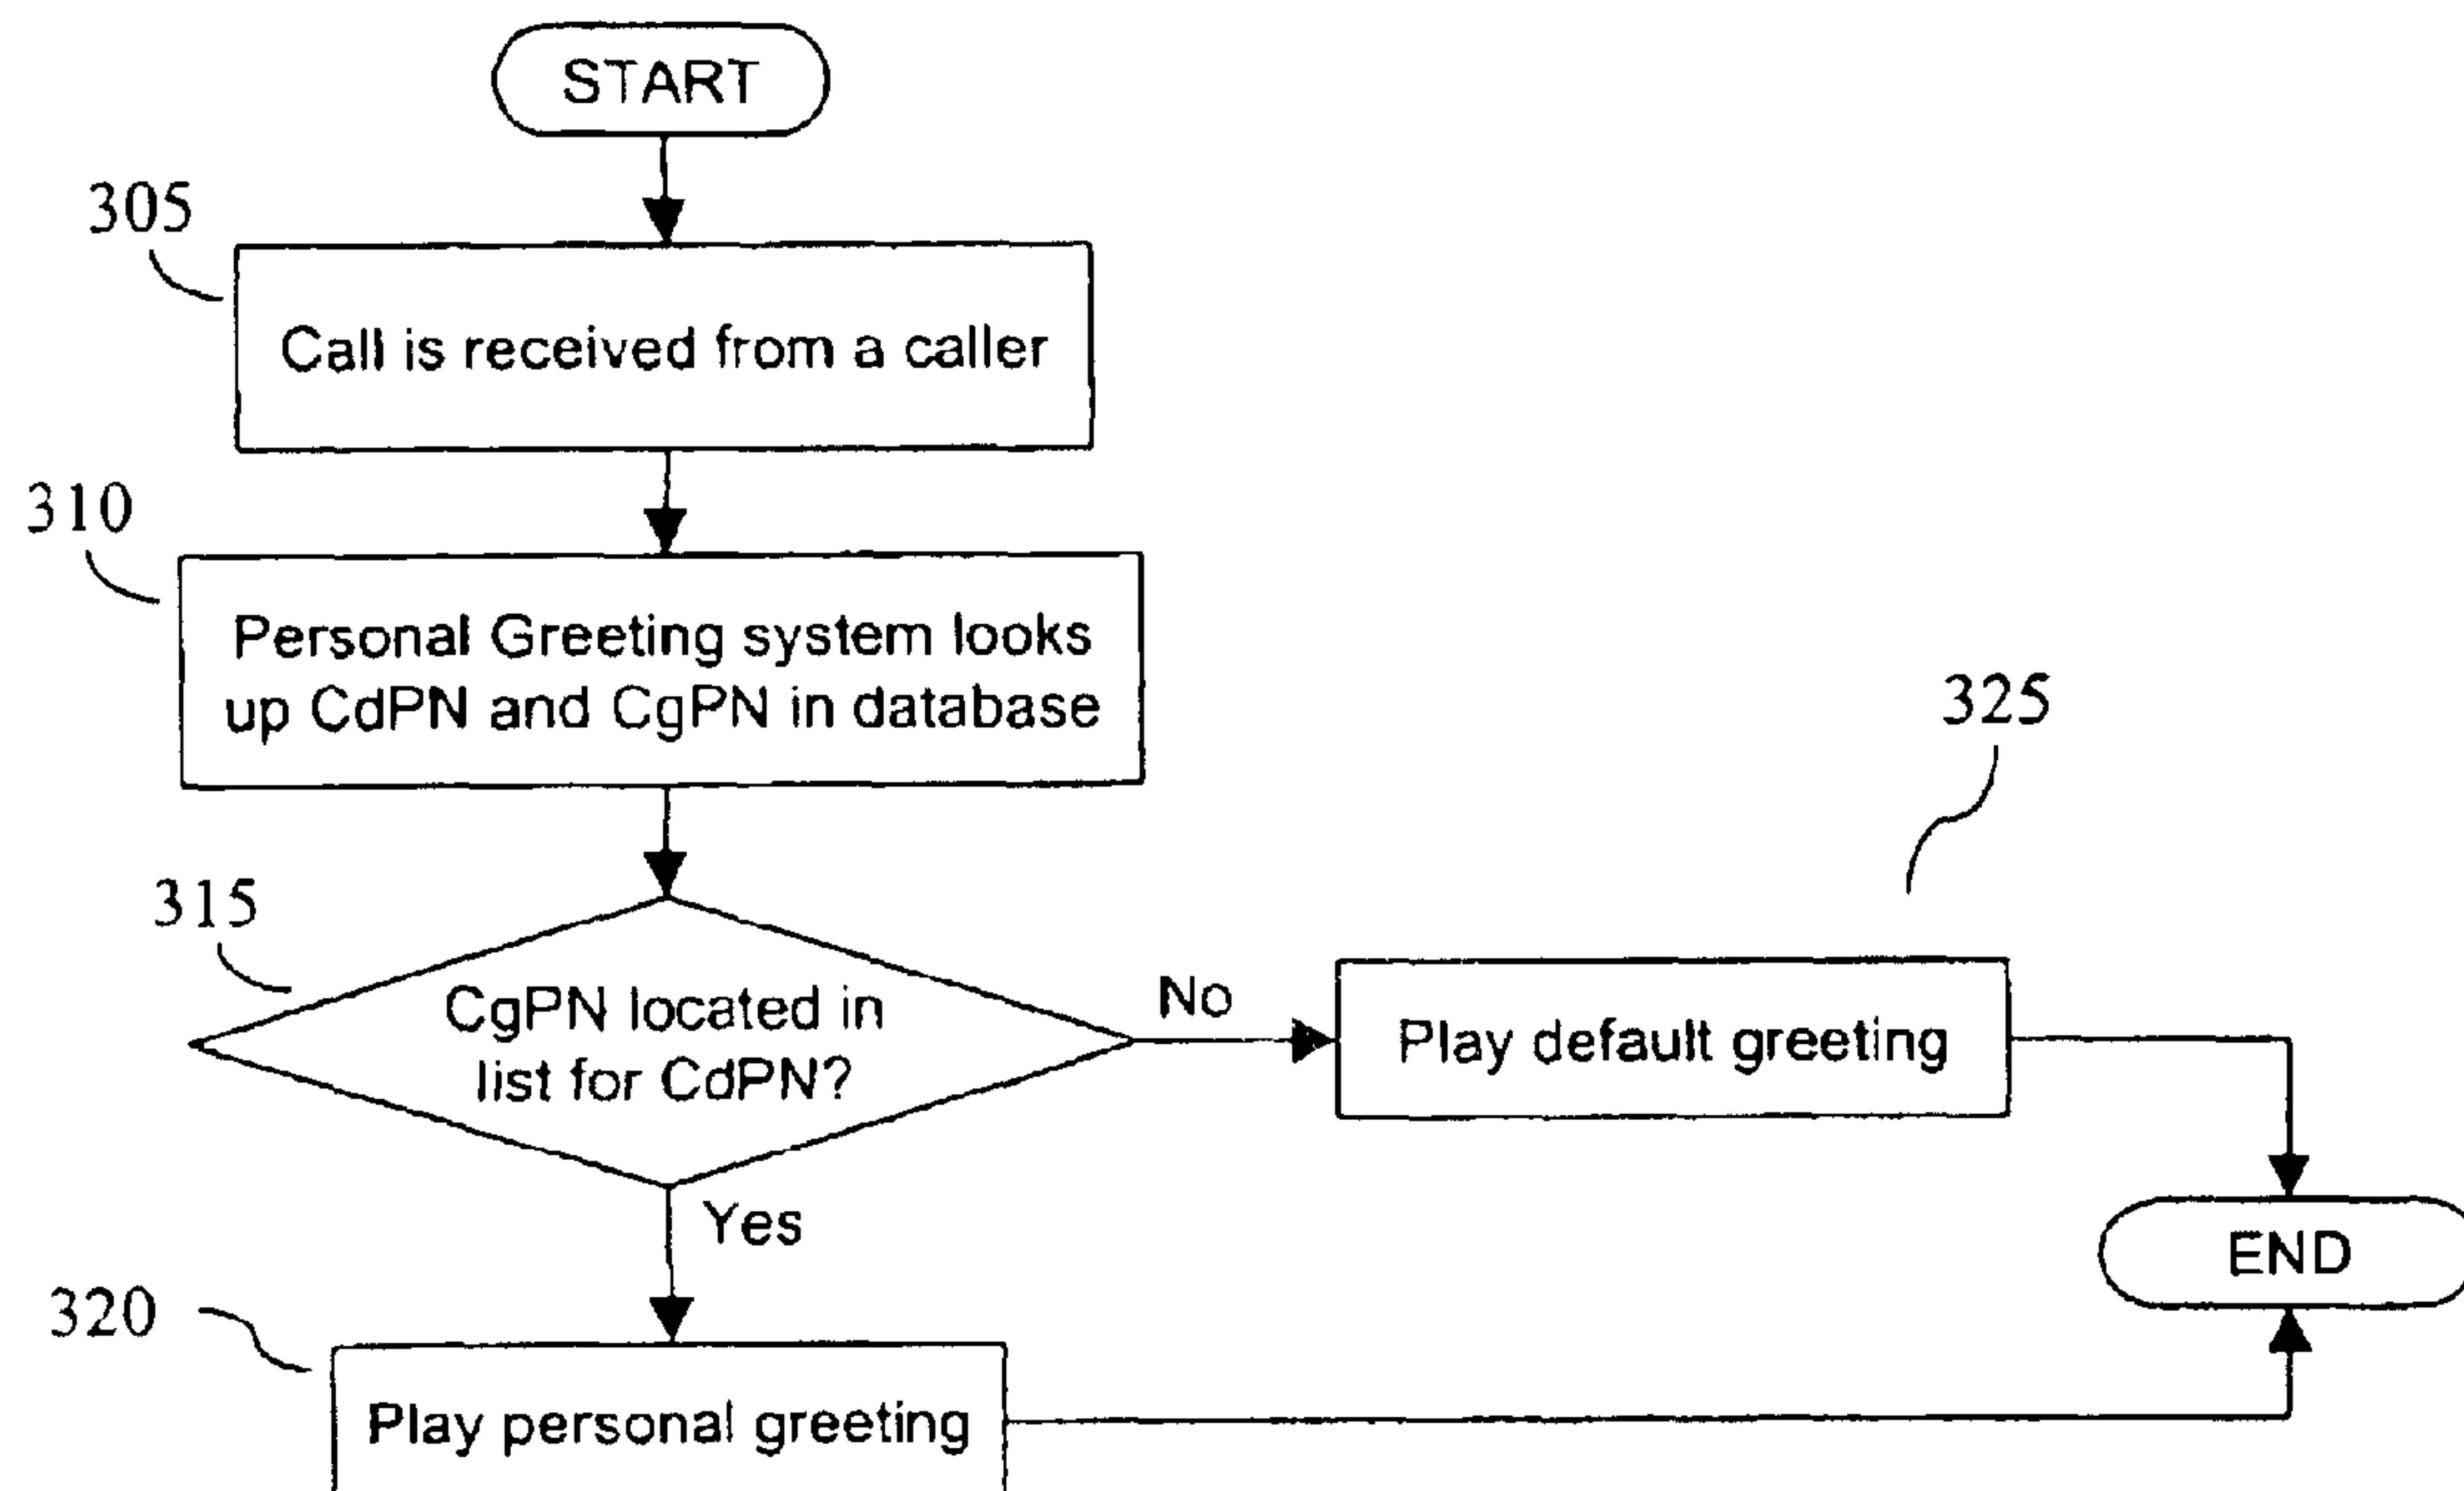 START
305
Call is received from a caller
310
Personal Greeting system looks
up CdPN and CgPN in database
325
315
CgPN located in
list for CdPN?
No
Play default greeting
Yes
END
320
Play personal greeting